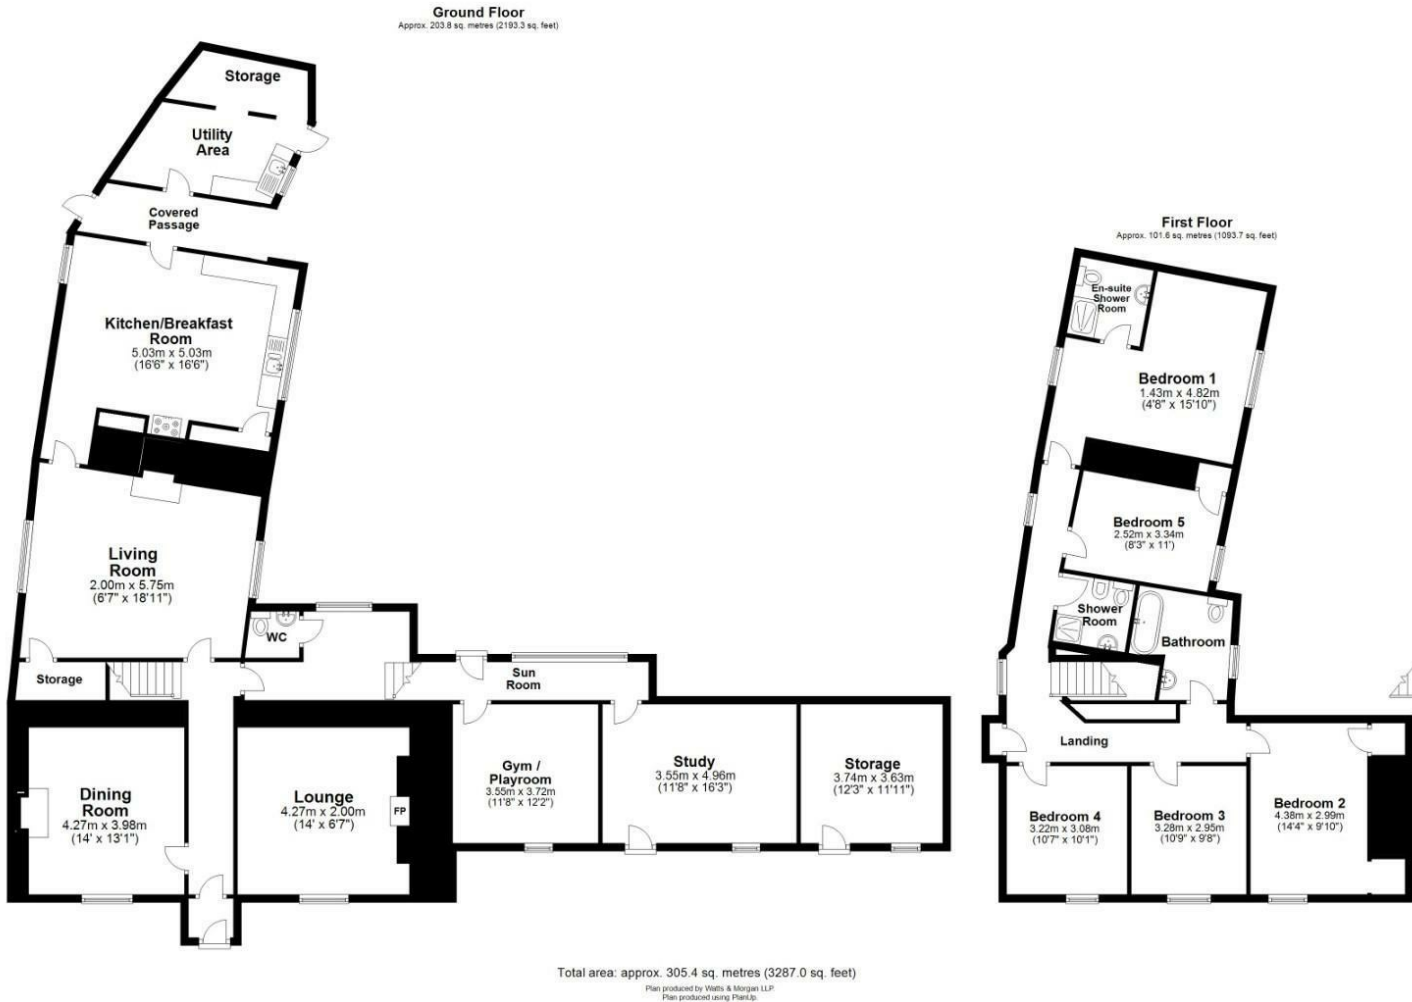 Ground Floor
Approx. 203.8 sq. metres (2193.3 sq. feet)
Storage
Utility
Area
Covered
Passage
Kitchen/Breakfast
Room
5.03m x 5.03m
(16'6" x 16'6")
Living
Room
2.00m x 5.75m
(6'7" x 18'11")
WC
Storage
Sun
Room
Dining
Room
4.27m x 3.98m
(14' x 13'1")
Lounge
4.27m x 2.00m
(14' x 6'7")
FP
Gym /
Playroom
3.55m x 3.72m
(11'8" x 12'2")
Study
3.55m x 4.96m
(11'8" x 16'3")
Storage
3.74m x 3.63m
(12'3" x 11'11")
First Floor
Approx. 101.6 sq. metres (1093.7 sq. feet)
En-suite
Shower
Room
Bedroom 1
1.43m x 4.82m
(4'8" x 15'10")
Bedroom 5
2.52m x 3.34m
(8'3" x 11')
Shower
Room
Bathroom
Landing
Bedroom 4
3.22m x 3.08m
(10'7" x 10'1")
Bedroom 3
3.28m x 2.95m
(10'9" x 9'8")
Bedroom 2
4.38m x 2.99m
(14'4" x 9'10")
Total area: approx. 305.4 sq. metres (3287.0 sq. feet)
Plan produced by Watts & Morgan LLP.
Plan produced using PlanUp.